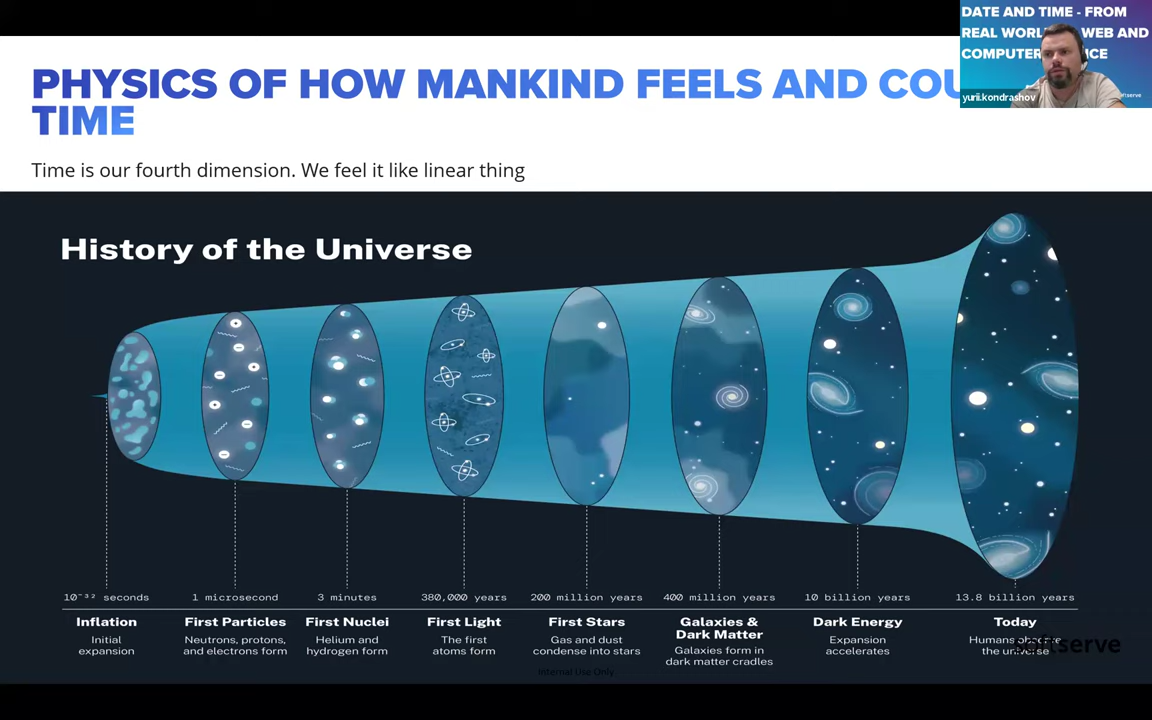 PHYSICS OF HOW MANKIND FEELS AND
TIME
Time is our fourth dimension. We feel it like linear thing
DATE AND TIME - FROM
WEB AND
yurii.kondrashov
History of the Universe
10⁻³² seconds
1 microsecond
3 minutes
380,000 years
200 million years
400 million years
10 billion years
13.8 billion years
Inflation
Initial
expansion
First Particles
Neutrons, protons,
and electrons form
First Nuclei
Helium and
hydrogen form
First Light
The first
atoms form
First Stars
Gas and dust
condense into stars
Galaxies &
Dark Matter
Galaxies form in
dark matter cradles
Dark Energy
Expansion
accelerates
Today
Humans
the universe
softserve
Internal Use Only